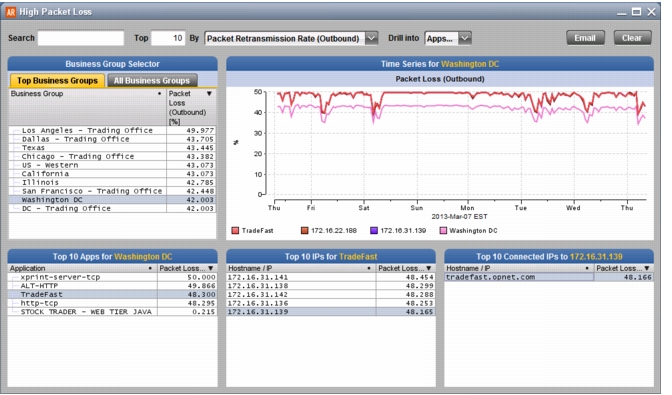 AR High Packet Loss
Search Top 10 By Packet Retransmission Rate (Outbound) Drill into Apps... Email Clear
Business Group Selector
Top Business Groups All Business Groups
Business Group Packet Loss (Outbound) [%]
Los Angeles - Trading Office 49.977
Dallas - Trading Office 43.705
Texas 43.445
Chicago - Trading Office 43.382
US - Western 43.073
California 43.073
Illinois 42.785
San Francisco - Trading Office 42.448
Washington DC 42.003
DC - Trading Office 42.003
Time Series for Washington DC
Packet Loss (Outbound)
50
40
30
20
10
0
%
Thu Fri Sat Sun Mon Tue Wed Thu
2013-Mar-07 EST
TradeFast 172.16.22.188 172.16.31.139 Washington DC
Top 10 Apps for Washington DC
Application Packet Loss...
xprint-server-tcp 50.000
ALT-HTTP 49.866
TradeFast 48.300
http-tcp 48.295
STOCK TRADER - WEB TIER JAVA 0.215
Top 10 IPs for TradeFast
Hostname / IP Packet Loss...
172.16.31.141 48.454
172.16.31.138 48.299
172.16.31.142 48.288
172.16.31.136 48.253
172.16.31.139 48.165
Top 10 Connected IPs to 172.16.31.139
Hostname / IP Packet Loss...
tradefast.opnet.com 48.166